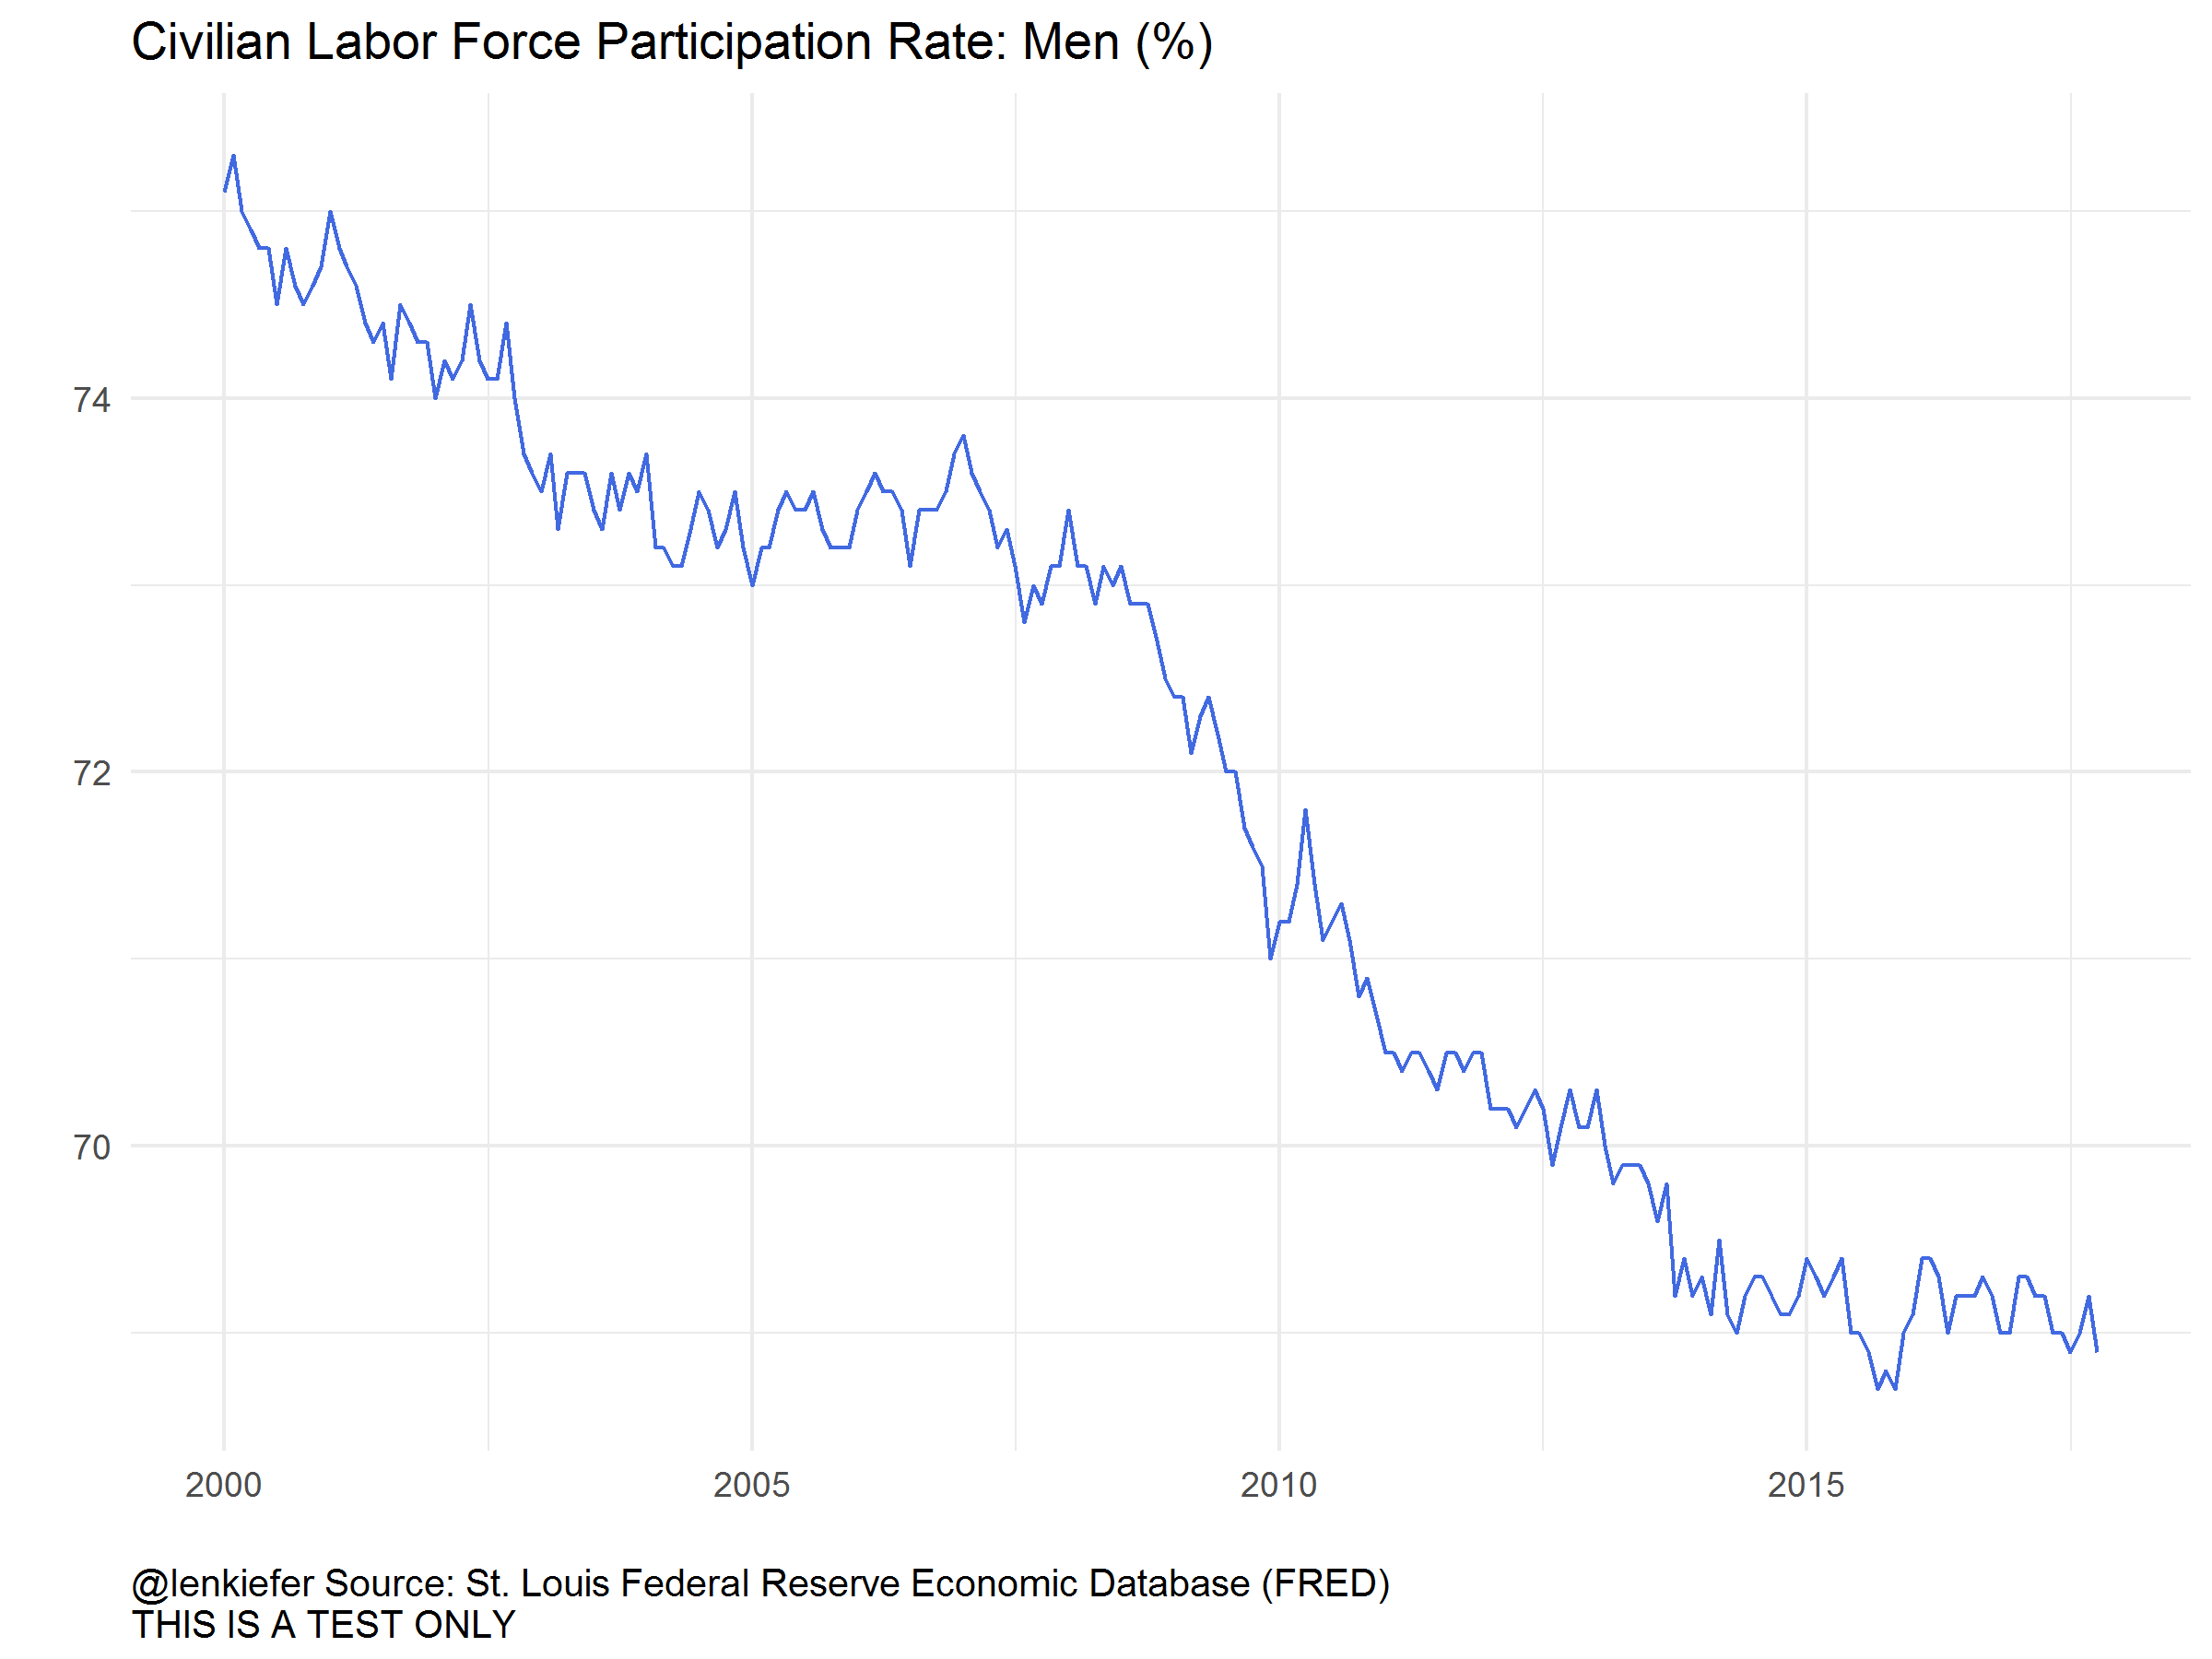 Civilian Labor Force Participation Rate: Men (%)
74
72
70
2000 2005 2010 2015
@lenkiefer Source: St. Louis Federal Reserve Economic Database (FRED)
THIS IS A TEST ONLY